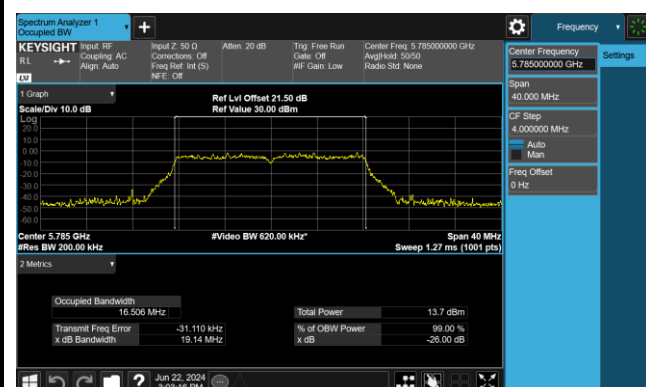 Spectrum Analyzer 1
Occupied BW
+
Frequency
KEYSIGHT
RL
LXI
Input: RF
Coupling: AC
Align: Auto
Input Z: 50 Ω
Corrections: Off
Freq Ref: Int (S)
NFE: Off
Atten: 20 dB
Trig: Free Run
Gate: Off
#IF Gain: Low
Center Freq: 5.785000000 GHz
Avg|Hold: 50/50
Radio Std: None
Center Frequency
5.785000000 GHz
Settings
Span
40.000 MHz
CF Step
4.000000 MHz
Auto
Man
Freq Offset
0 Hz
1 Graph
Scale/Div 10.0 dB
Ref Lvl Offset 21.50 dB
Ref Value 30.00 dBm
Log
20.0
10.0
0.00
-10.0
-20.0
-30.0
-40.0
-50.0
-60.0
Center 5.785 GHz
#Res BW 200.00 kHz
#Video BW 620.00 kHz*
Span 40 MHz
Sweep 1.27 ms (1001 pts)
2 Metrics
Occupied Bandwidth
16.506 MHz
Total Power 13.7 dBm
Transmit Freq Error -31.110 kHz
% of OBW Power 99.00 %
x dB Bandwidth 19.14 MHz
x dB -26.00 dB
?
Jun 22, 2024